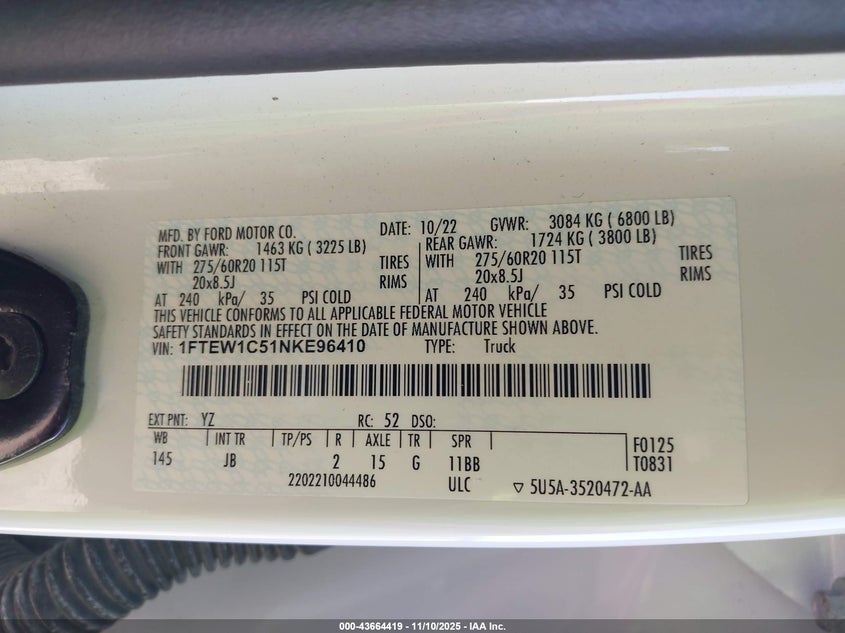 MFD. BY FORD MOTOR CO. DATE: 10/22 GVWR: 3084 KG ( 6800 LB)
FRONT GAWR: 1463 KG ( 3225 LB) REAR GAWR: 1724 KG ( 3800 LB)
WITH 275/60R20 115T TIRES WITH 275/60R20 115T TIRES
20x8.5J RIMS 20x8.5J RIMS
AT 240 kPa/ 35 PSI COLD AT 240 kPa/ 35 PSI COLD
THIS VEHICLE CONFORMS TO ALL APPLICABLE FEDERAL MOTOR VEHICLE
SAFETY STANDARDS IN EFFECT ON THE DATE OF MANUFACTURE SHOWN ABOVE.
VIN: 1FTEW1C51NKE96410 TYPE: Truck
EXT PNT: YZ RC: 52 DSO:
WB INT TR TP/PS R AXLE TR SPR F0125
145 JB 2 15 G 11BB T0831
2202210044486 ULC ▽ 5U5A-3520472-AA
000-43664419 - 11/10/2025 - IAA Inc.